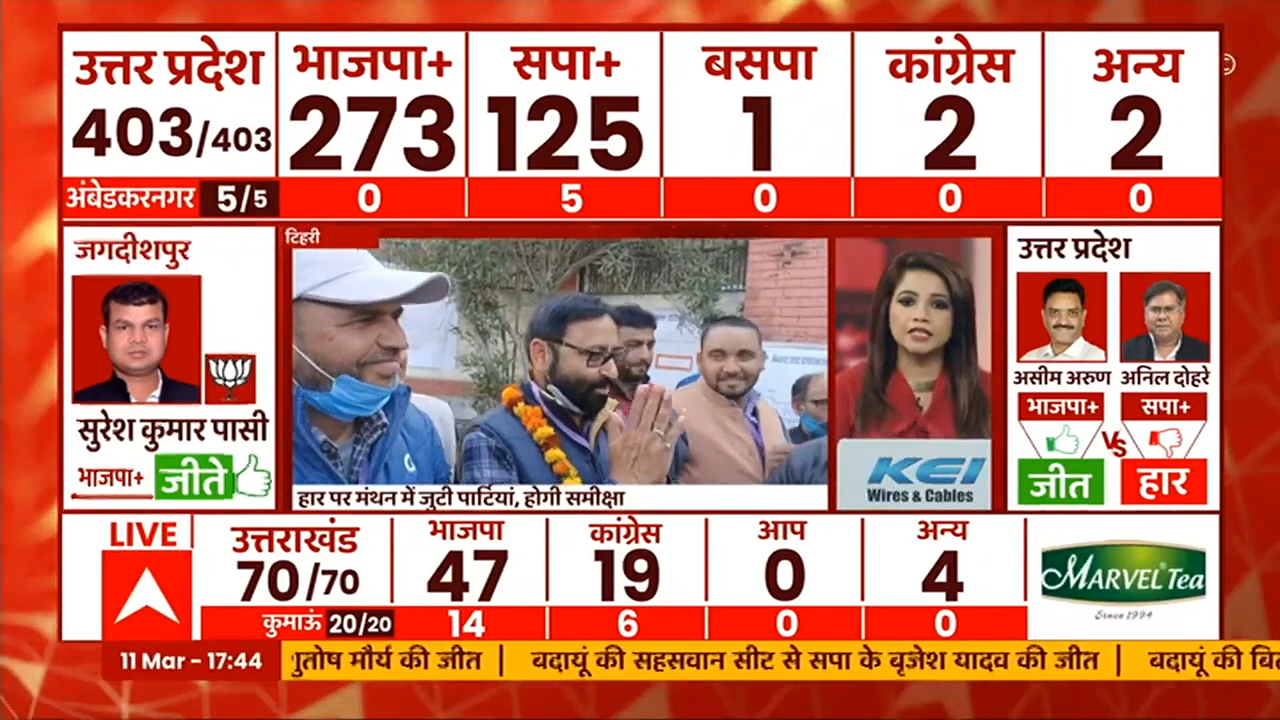 उत्तर प्रदेश
403/403
भाजपा+
273
सपा+
125
बसपा
1
कांग्रेस
2
अन्य
2
©
अंबेडकरनगर 5/5 0 5 0 0 0
जगदीशपुर
सुरेश कुमार पासी
भाजपा+ जीते
टिहरी
हार पर मंथन में जुटी पार्टियां, होगी समीक्षा
KEI
Wires & Cables
उत्तर प्रदेश
असीम अरुण अनिल दोहरे
भाजपा+ VS सपा+
जीत हार
LIVE
उत्तराखंड
70/70
भाजपा
47
कांग्रेस
19
आप
0
अन्य
4
कुमाऊं 20/20 14 6 0 0
MARVEL Tea
Since 1994
11 Mar - 17:44
ुतोष मौर्य की जीत | बदायूं की सहसवान सीट से सपा के बृजेश यादव की जीत | बदायूं की